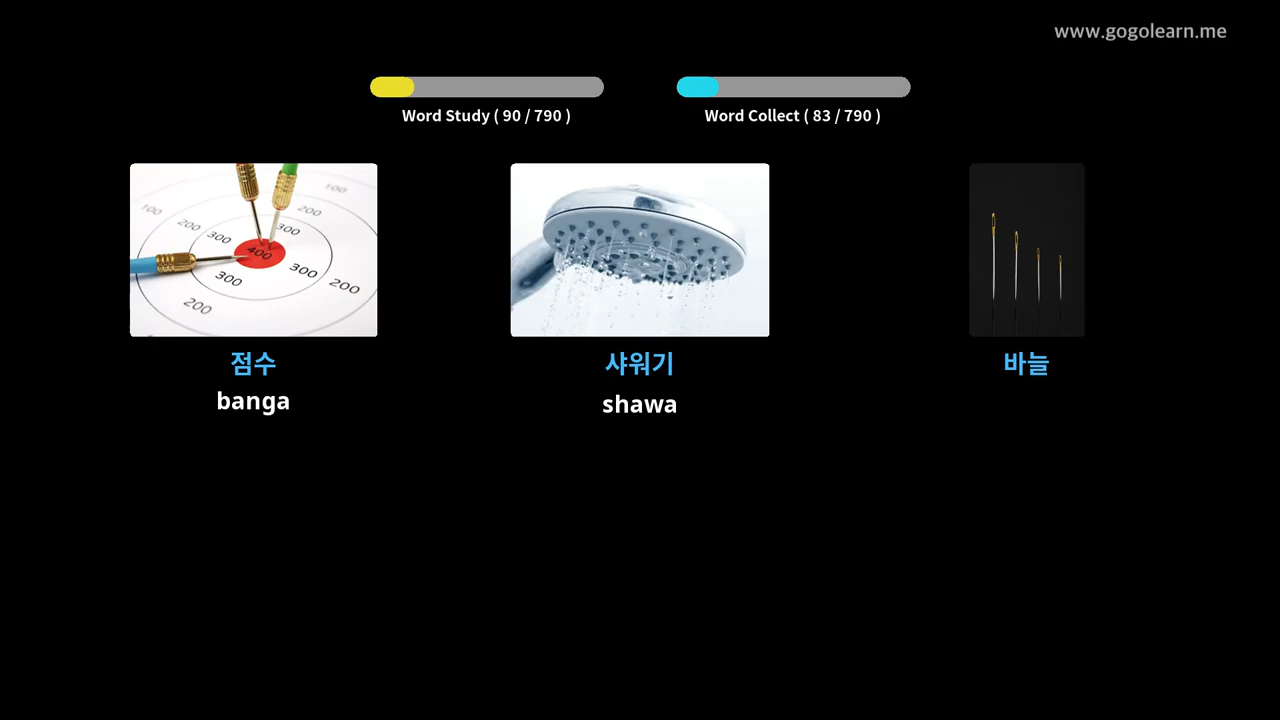 www.gogolearn.me
Word Study ( 90 / 790 )
Word Collect ( 83 / 790 )
100
100
200
200
300
300
400
300
300
200
200
점수
banga
샤워기
shawa
바늘